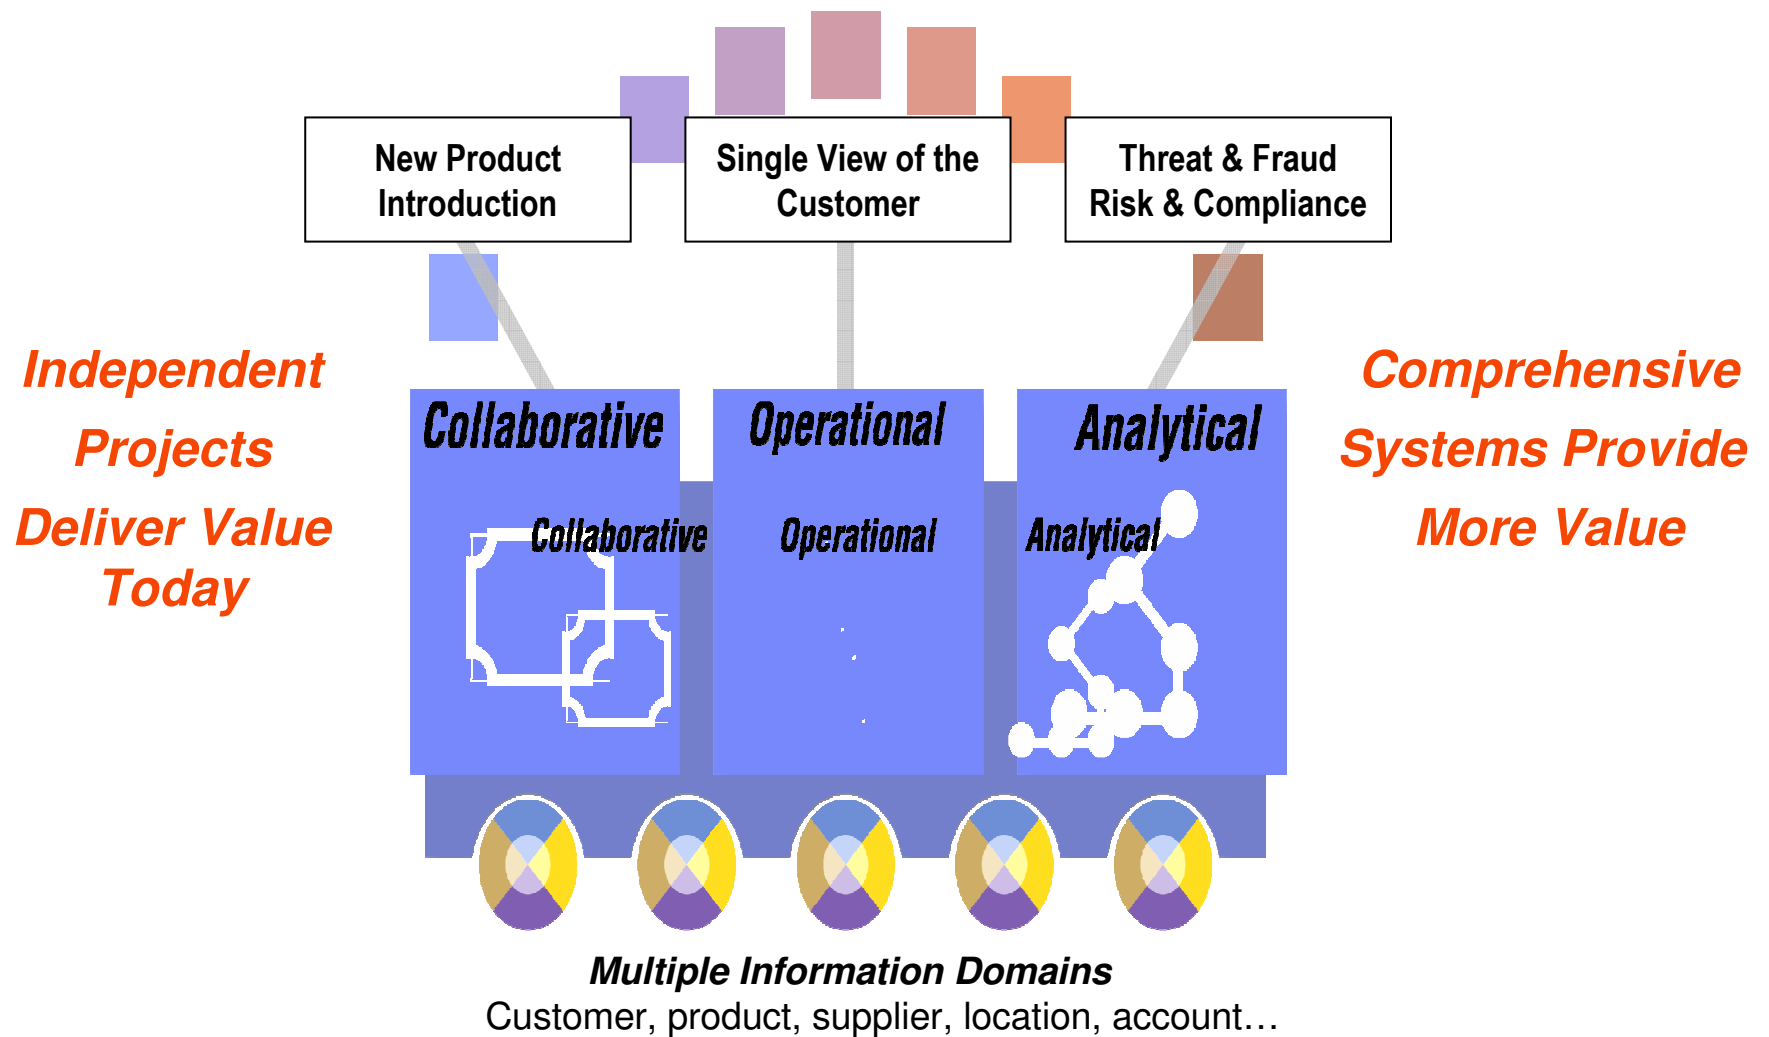 New Product
Introduction
Single View of the
Customer
Threat & Fraud
Risk & Compliance
Independent
Projects
Deliver Value
Today
Comprehensive
Systems Provide
More Value
Collaborative
Operational
Analytical
Collaborative
Operational
Analytical
Multiple Information Domains
Customer, product, supplier, location, account…